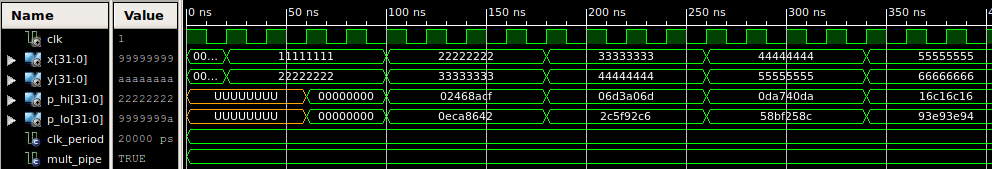 Name Value 0 ns 50 ns 100 ns 150 ns 200 ns 250 ns 300 ns 350 ns 4
clk 1
x[31:0] 99999999 00... 11111111 22222222 33333333 44444444 55555555
y[31:0] aaaaaaaa 00... 22222222 33333333 44444444 55555555 66666666
p_hi[31:0] 22222222 UUUUUUUU 00000000 02468acf 06d3a06d 0da740da 16c16c16
p_lo[31:0] 9999999a UUUUUUUU 00000000 0eca8642 2c5f92c6 58bf258c 93e93e94
clk_period 20000 ps
mult_pipe TRUE